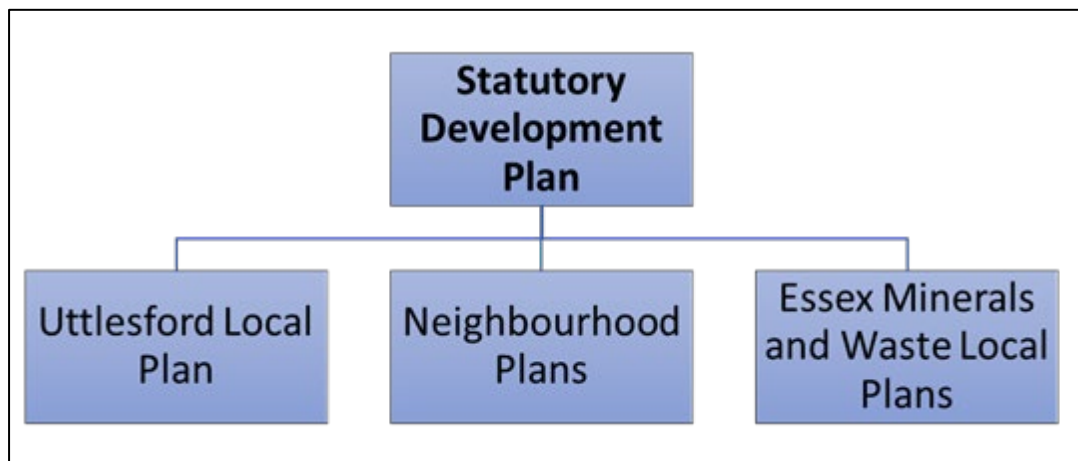 Statutory
Development
Plan
Uttlesford Local
Plan
Neighbourhood
Plans
Essex Minerals
and Waste Local
Plans